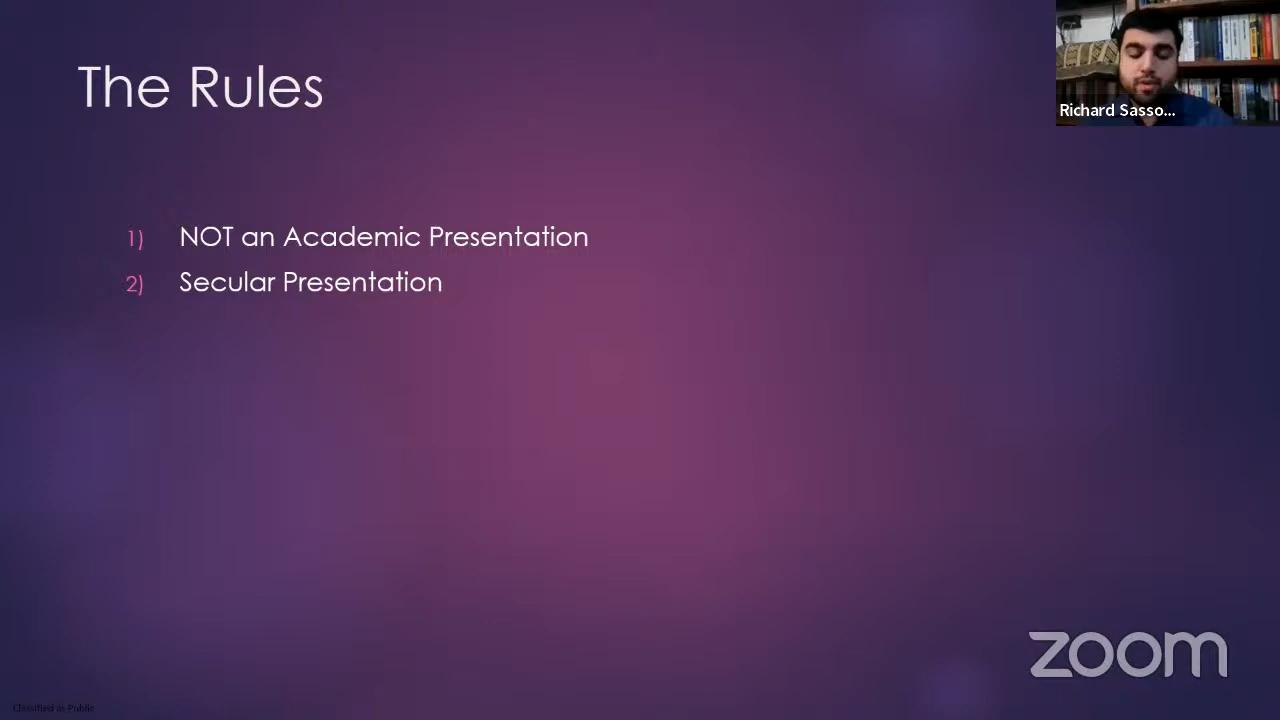 The Rules
Richard Sasso...
1) NOT an Academic Presentation
2) Secular Presentation
zoom
Classified as Public